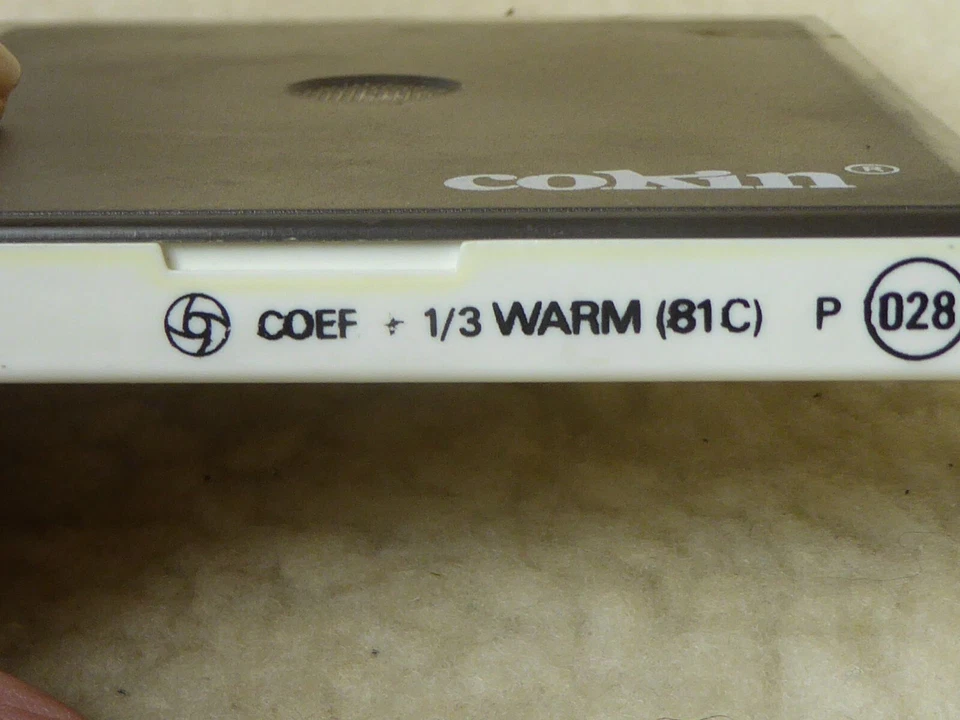 cokin®
COEF + 1/3 WARM (81C) P 028